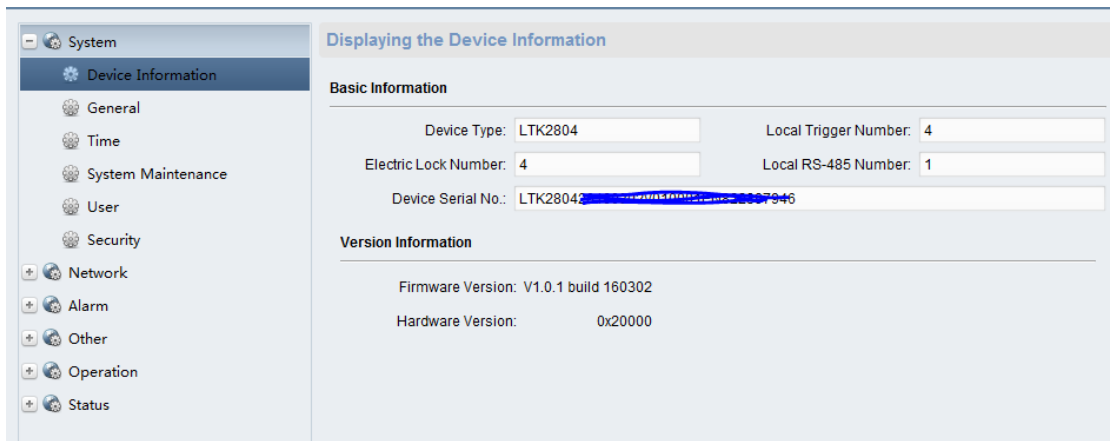 System
Device Information
General
Time
System Maintenance
User
Security
Network
Alarm
Other
Operation
Status
Displaying the Device Information
Basic Information
Device Type: LTK2804 Local Trigger Number: 4
Electric Lock Number: 4 Local RS-485 Number: 1
Device Serial No.: LTK2804
Version Information
Firmware Version: V1.0.1 build 160302
Hardware Version: 0x20000